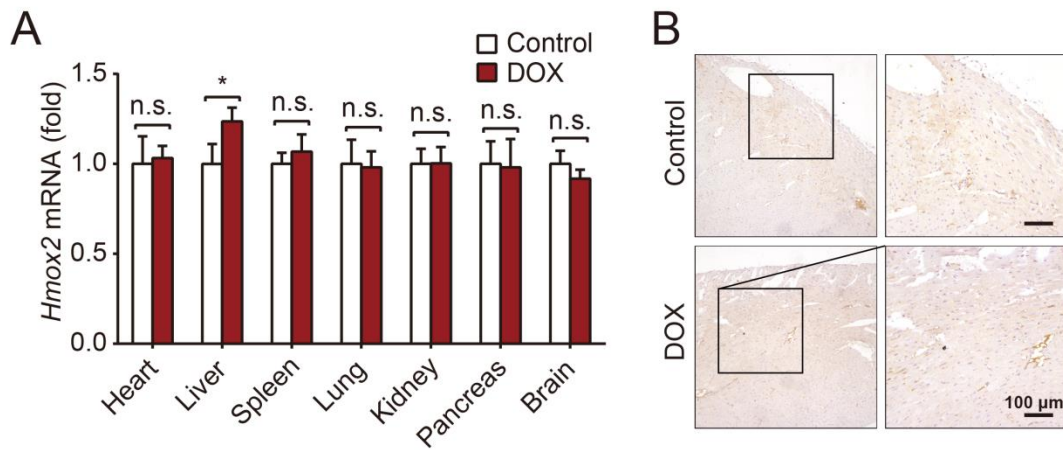 A
Control
DOX
Hmox2 mRNA (fold)
1.5
1.0
0.5
0.0
n.s.
*
n.s.
n.s.
n.s.
n.s.
n.s.
Heart
Liver
Spleen
Lung
Kidney
Pancreas
Brain
B
Control
DOX
100 µm